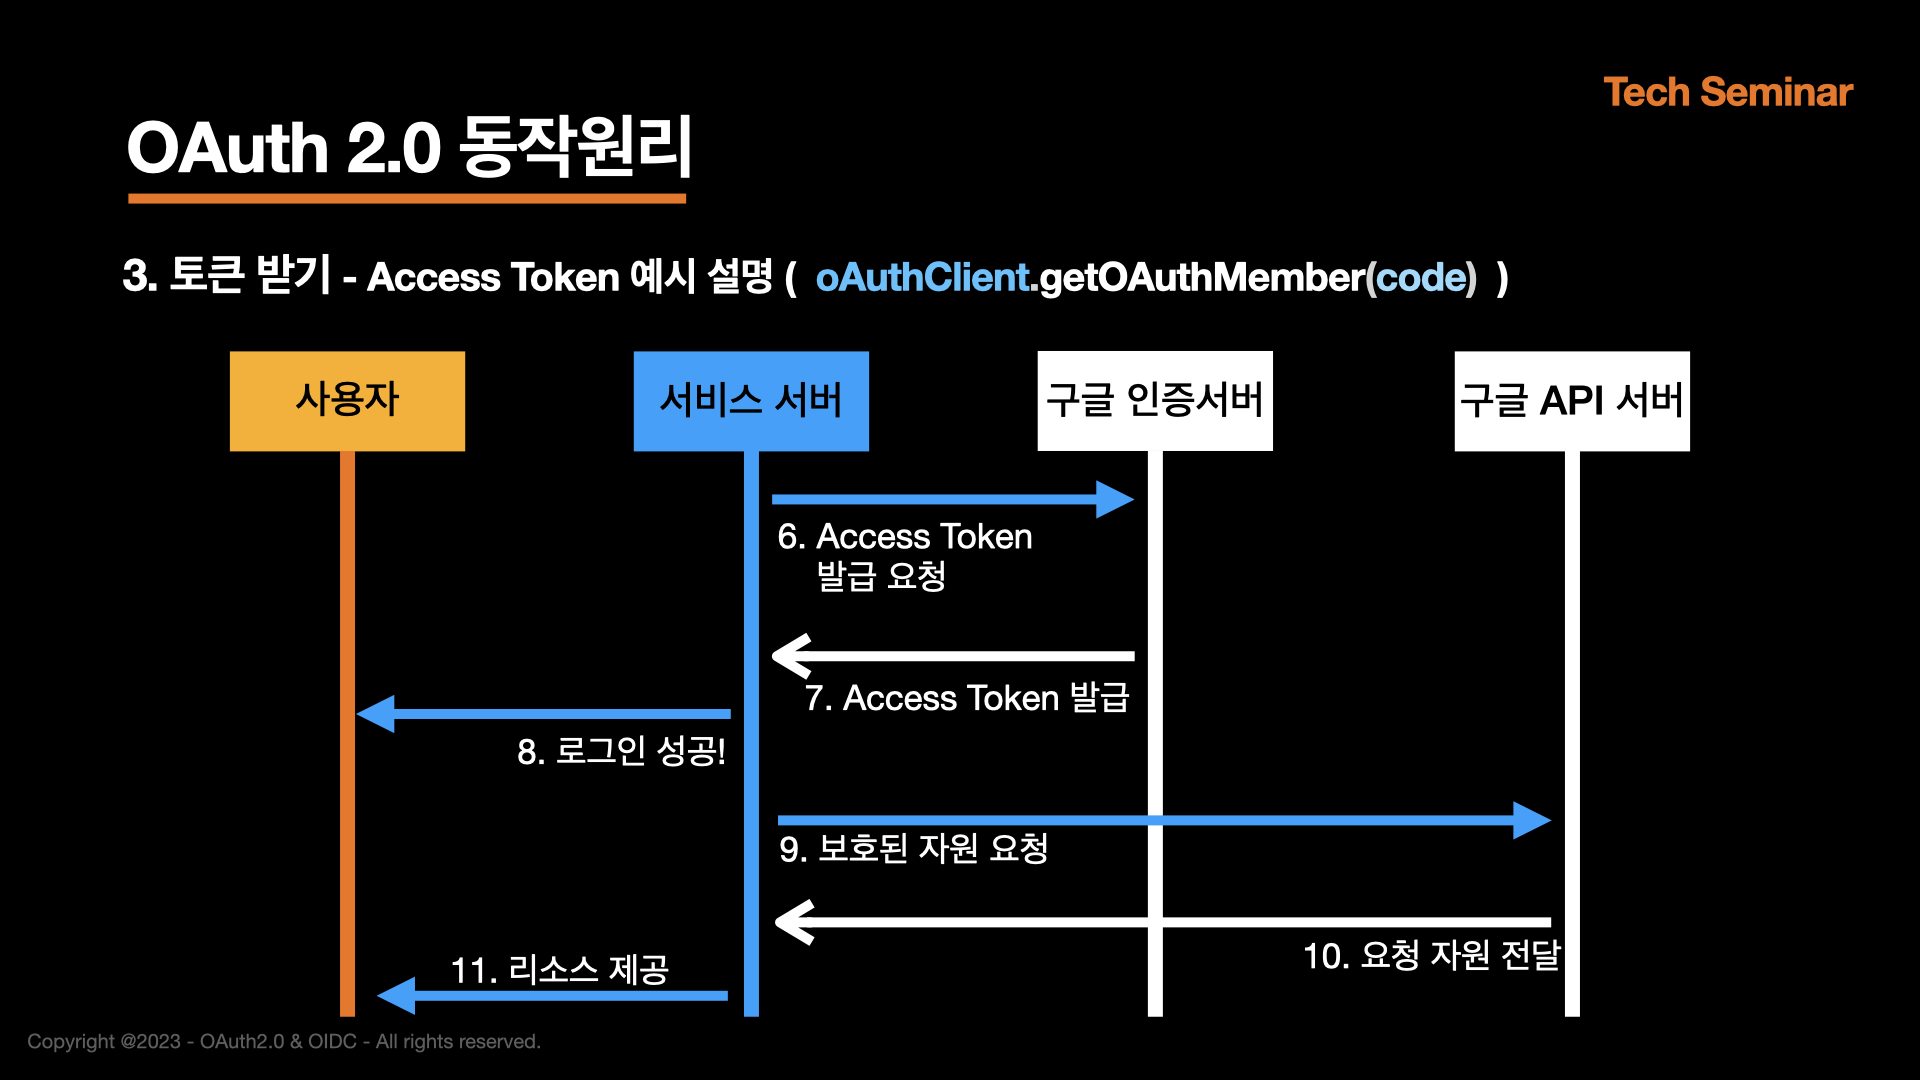 Tech Seminar
OAuth 2.0 동작원리
3. 토큰 받기 - Access Token 예시 설명 ( oAuthClient.getOAuthMember(code) )
사용자
서비스 서버
구글 인증서버
구글 API 서버
6. Access Token
발급 요청
7. Access Token 발급
8. 로그인 성공!
9. 보호된 자원 요청
10. 요청 자원 전달
11. 리소스 제공
Copyright @2023 - OAuth2.0 & OIDC - All rights reserved.